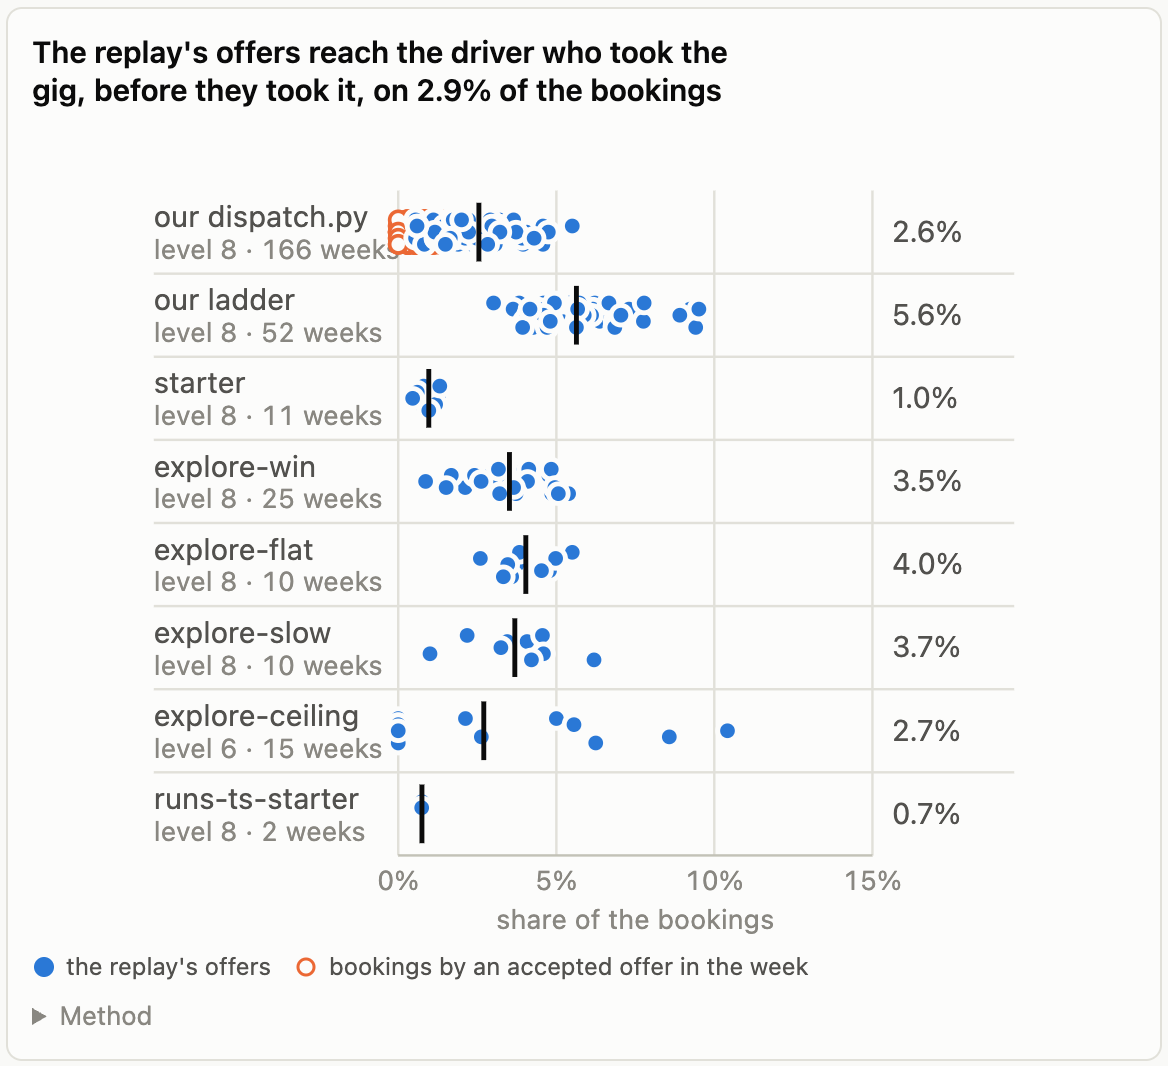 The replay's offers reach the driver who took the
gig, before they took it, on 2.9% of the bookings
our dispatch.py
level 8 · 166 weeks
2.6%
our ladder
level 8 · 52 weeks
5.6%
starter
level 8 · 11 weeks
1.0%
explore-win
level 8 · 25 weeks
3.5%
explore-flat
level 8 · 10 weeks
4.0%
explore-slow
level 8 · 10 weeks
3.7%
explore-ceiling
level 6 · 15 weeks
2.7%
runs-ts-starter
level 8 · 2 weeks
0.7%
0% 5% 10% 15%
share of the bookings
the replay's offers bookings by an accepted offer in the week
Method